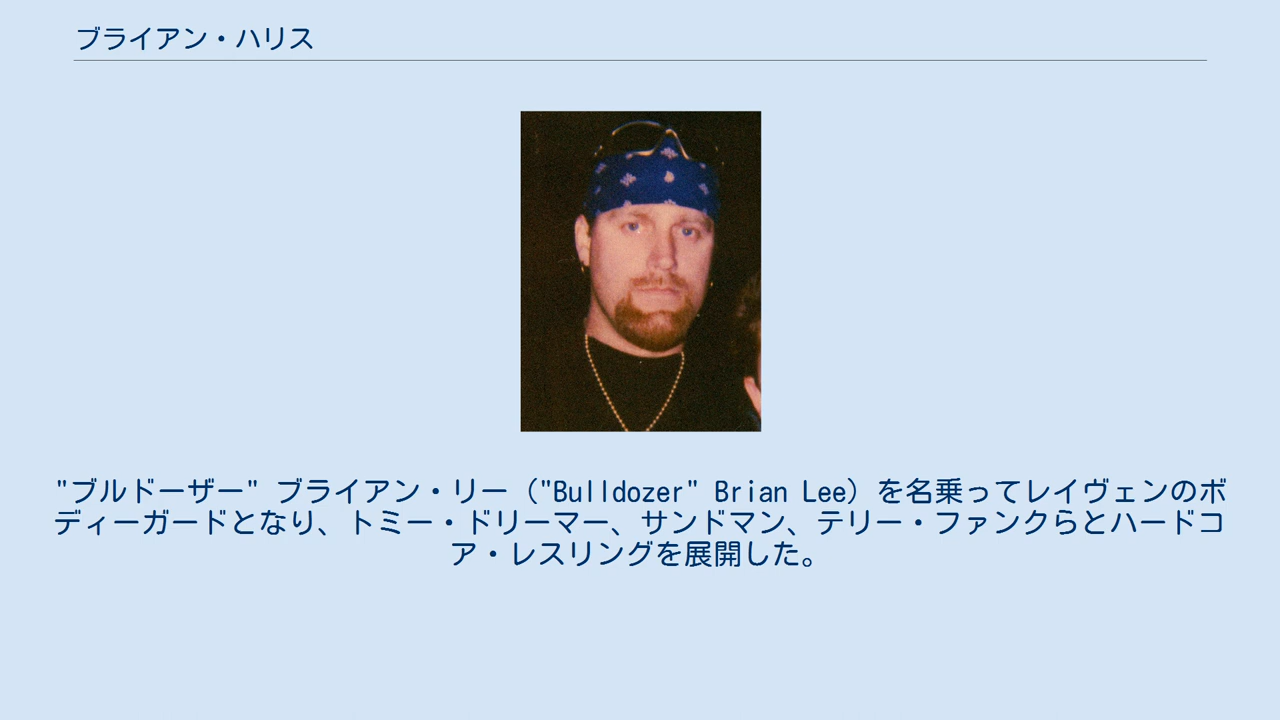 ブライアン・ハリス
"ブルドーザー" ブライアン・リー（"Bulldozer" Brian Lee）を名乗ってレイヴェンのボ
ディーガードとなり、トミー・ドリーマー、サンドマン、テリー・ファンクらとハードコ
ア・レスリングを展開した。